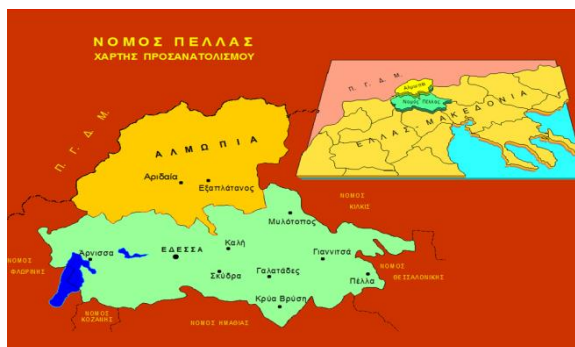 ΝΟΜΟΣ ΠΕΛΛΑΣ
ΧΑΡΤΗΣ ΠΡΟΣΑΝΑΤΟΛΙΣΜΟΥ
Π. Γ. Δ. Μ.
Αλμωπία
Νομός Πέλλας
ΕΛΛΑΣ - ΜΑΚΕΔΟΝΙΑ
Π. Γ. Δ. Μ.
ΑΛΜΩΠΙΑ
Αριδαία
Εξαπλάτανος
ΝΟΜΟΣ
ΚΙΛΚΙΣ
Μυλότοπος
ΝΟΜΟΣ
ΦΛΩΡΙΝΗΣ
Άρνισσα
ΕΔΕΣΣΑ
Καλή
Γιαννιτσά
Σκύδρα
Γαλατάδες
Πέλλα
ΝΟΜΟΣ
ΘΕΣΣΑΛΟΝΙΚΗΣ
Κρύα Βρύση
ΝΟΜΟΣ
ΚΟΖΑΝΗΣ
ΝΟΜΟΣ ΗΜΑΘΙΑΣ